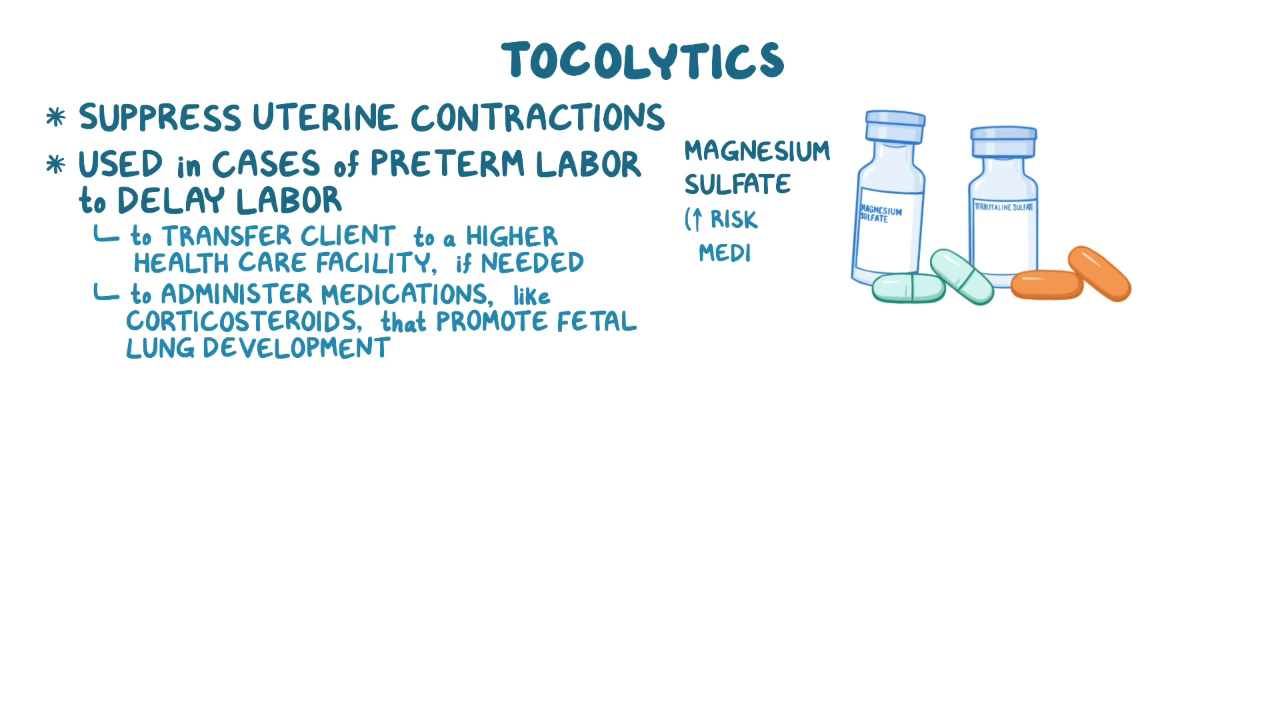 TOCOLYTICS
* SUPPRESS UTERINE CONTRACTIONS
* USED in CASES of PRETERM LABOR
to DELAY LABOR
to TRANSFER CLIENT to a HIGHER
HEALTH CARE FACILITY, if NEEDED
to ADMINISTER MEDICATIONS, like
CORTICOSTEROIDS, that PROMOTE FETAL
LUNG DEVELOPMENT
MAGNESIUM
SULFATE
(↑ RISK
MEDI
MAGNESIUM
SULFATE
TERBUTALINE SULFATE